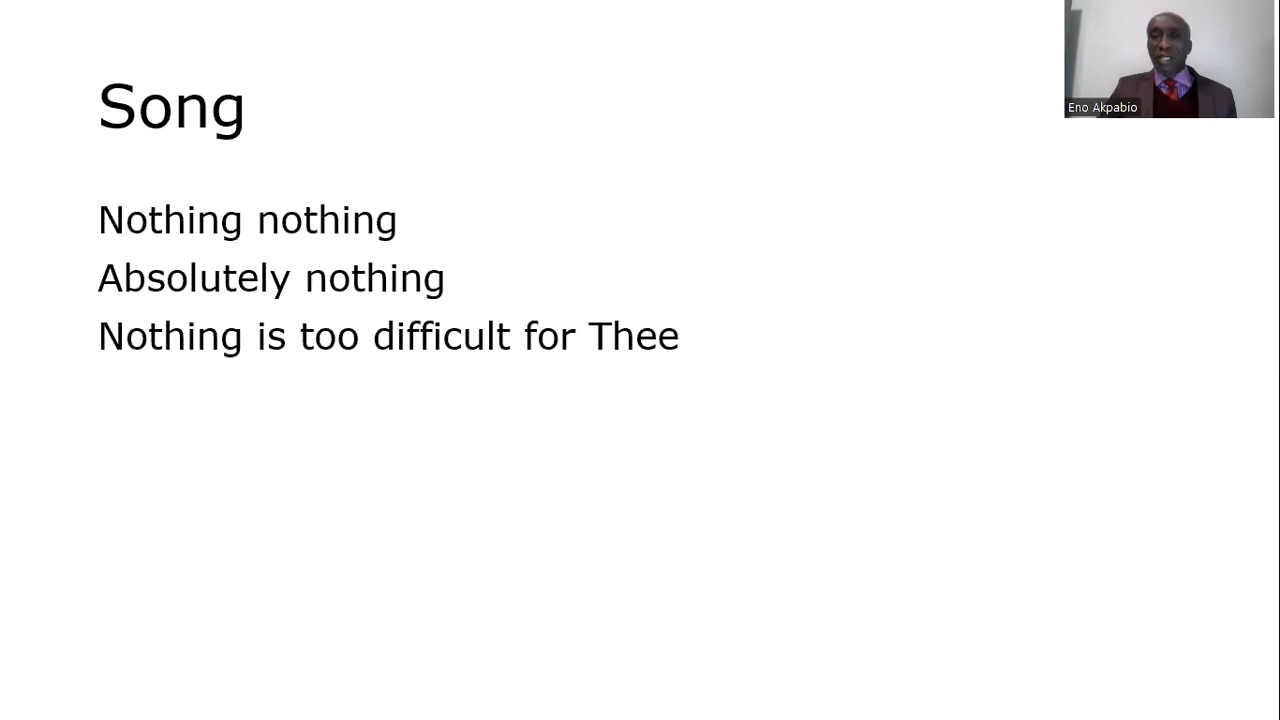 Song
Eno Akpabio
Nothing nothing
Absolutely nothing
Nothing is too difficult for Thee